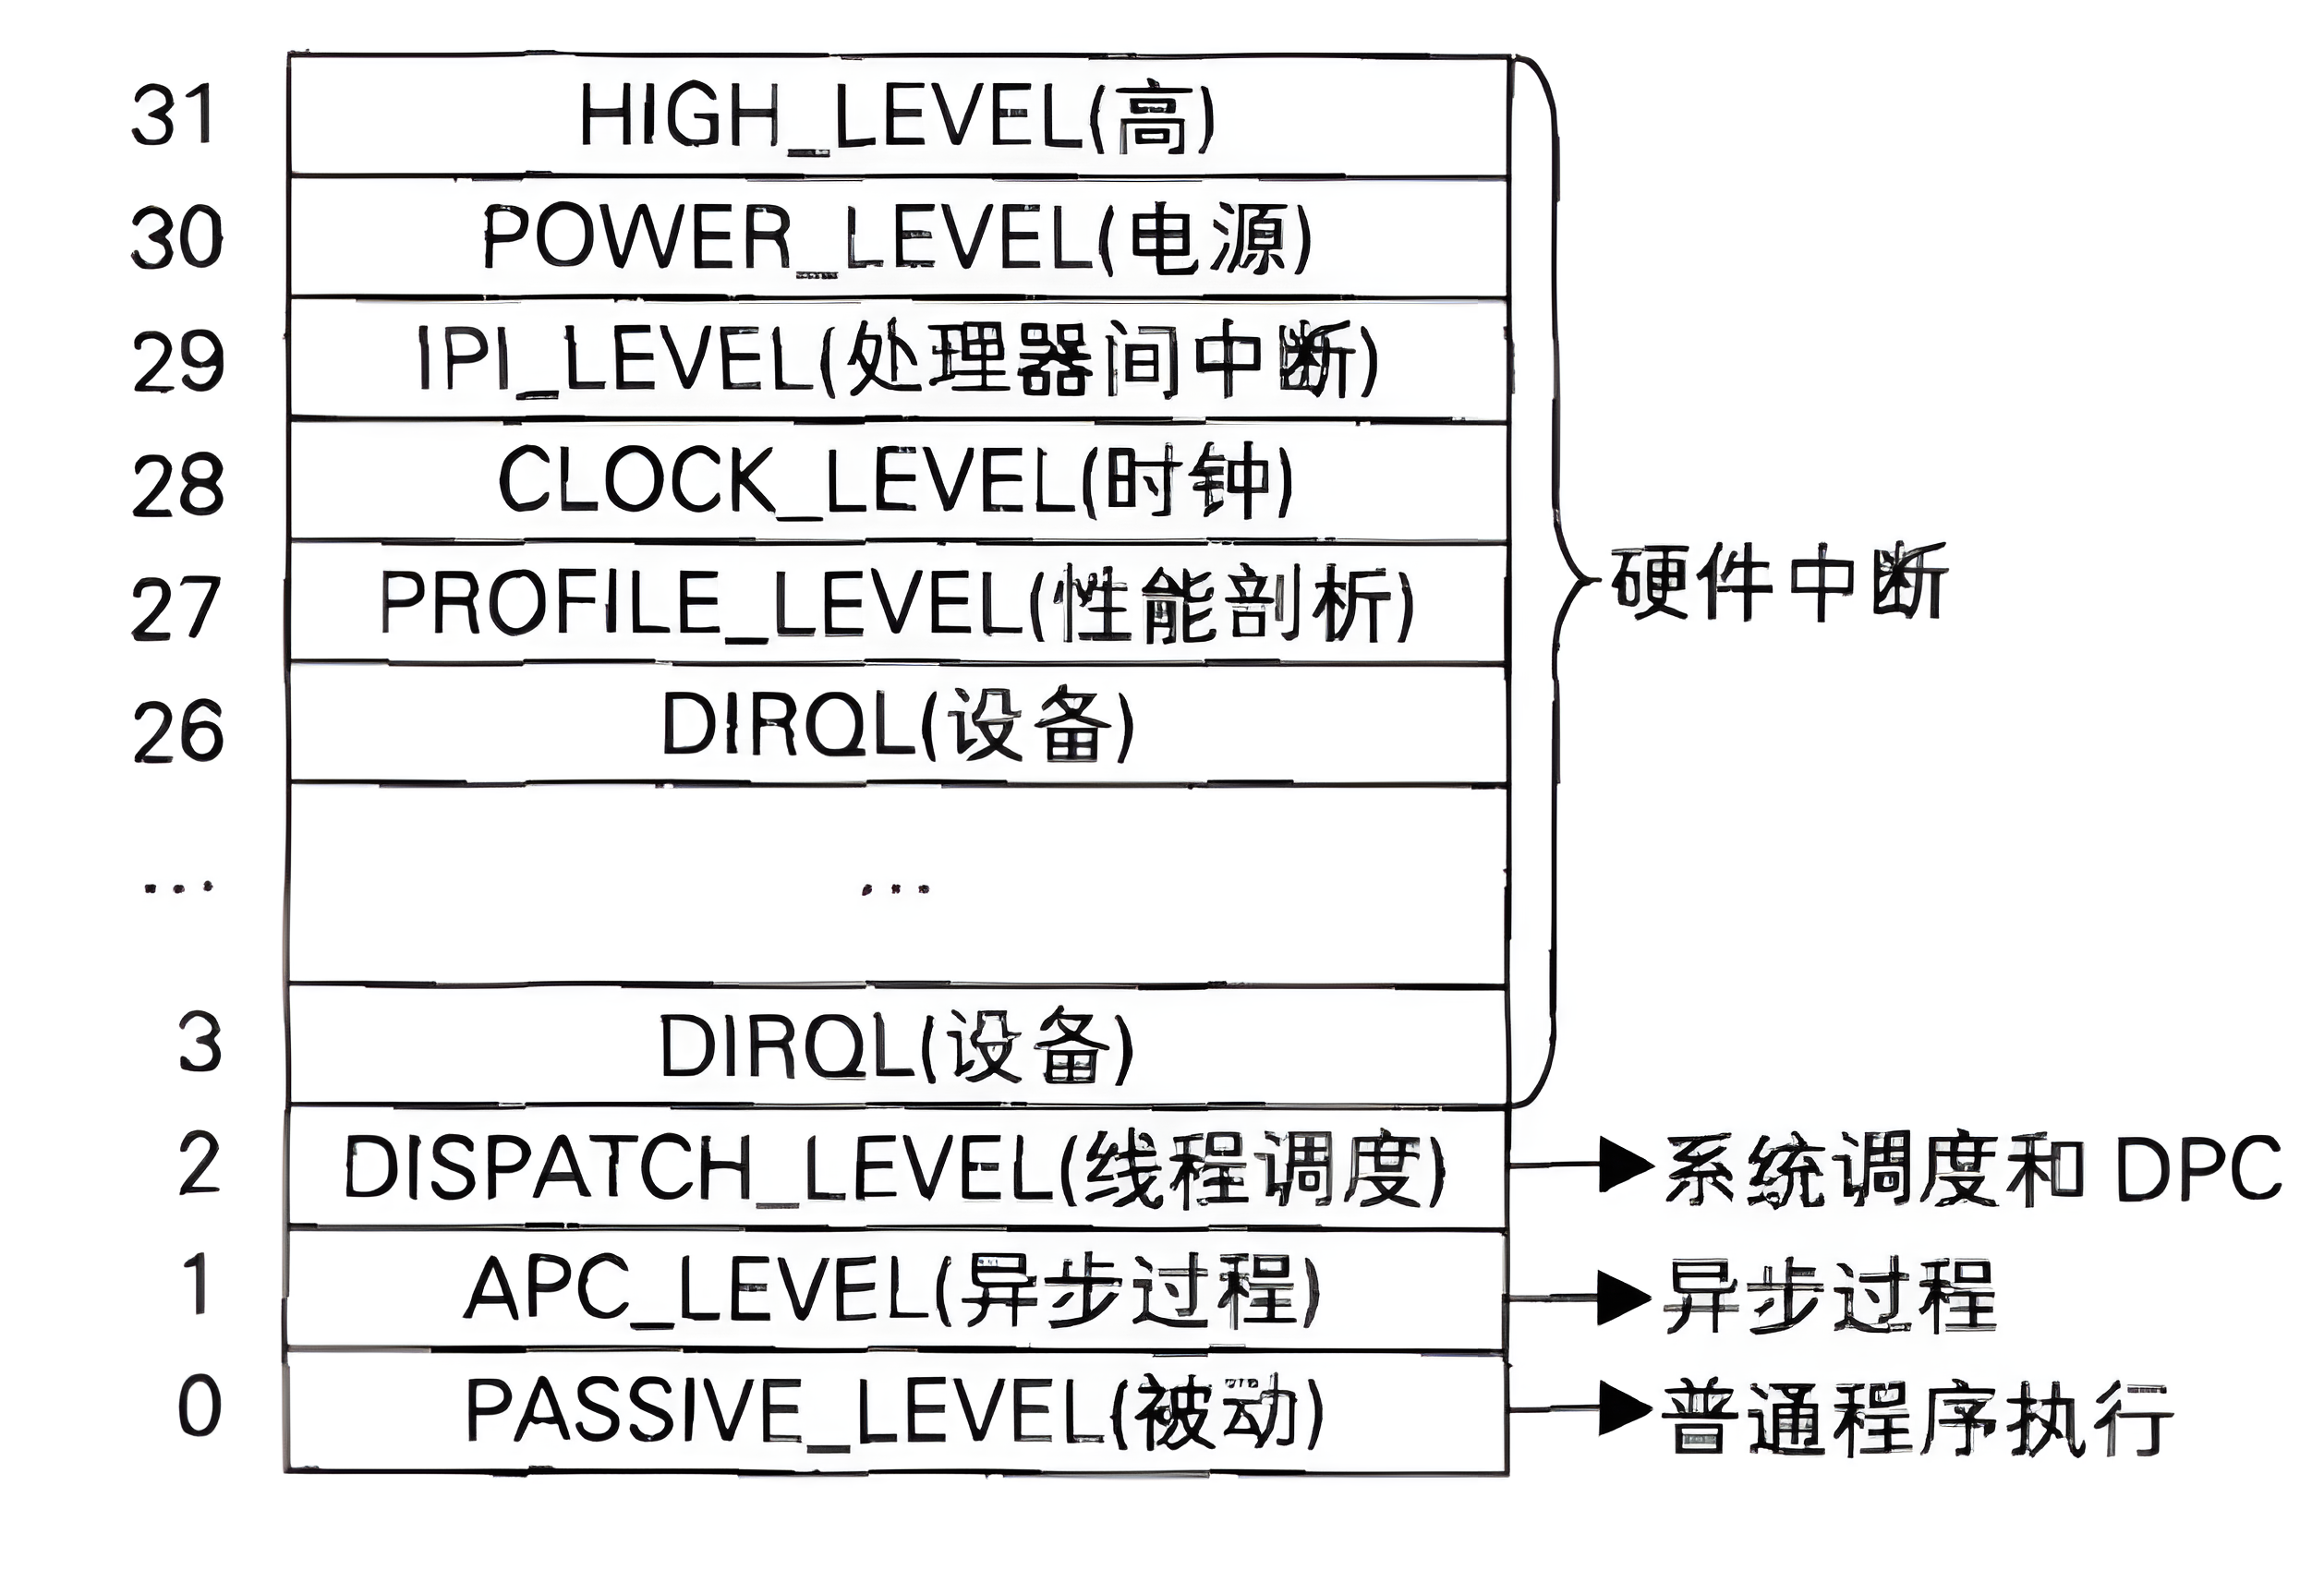 31 HIGH_LEVEL(高)
30 POWER_LEVEL(电源)
29 IPI_LEVEL(处理器间中断)
28 CLOCK_LEVEL(时钟)
27 PROFILE_LEVEL(性能剖析) 硬件中断
26 DIRQL(设备)
... ...
3 DIRQL(设备)
2 DISPATCH_LEVEL(线程调度) 系统调度和 DPC
1 APC_LEVEL(异步过程) 异步过程
0 PASSIVE_LEVEL(被动) 普通程序执行